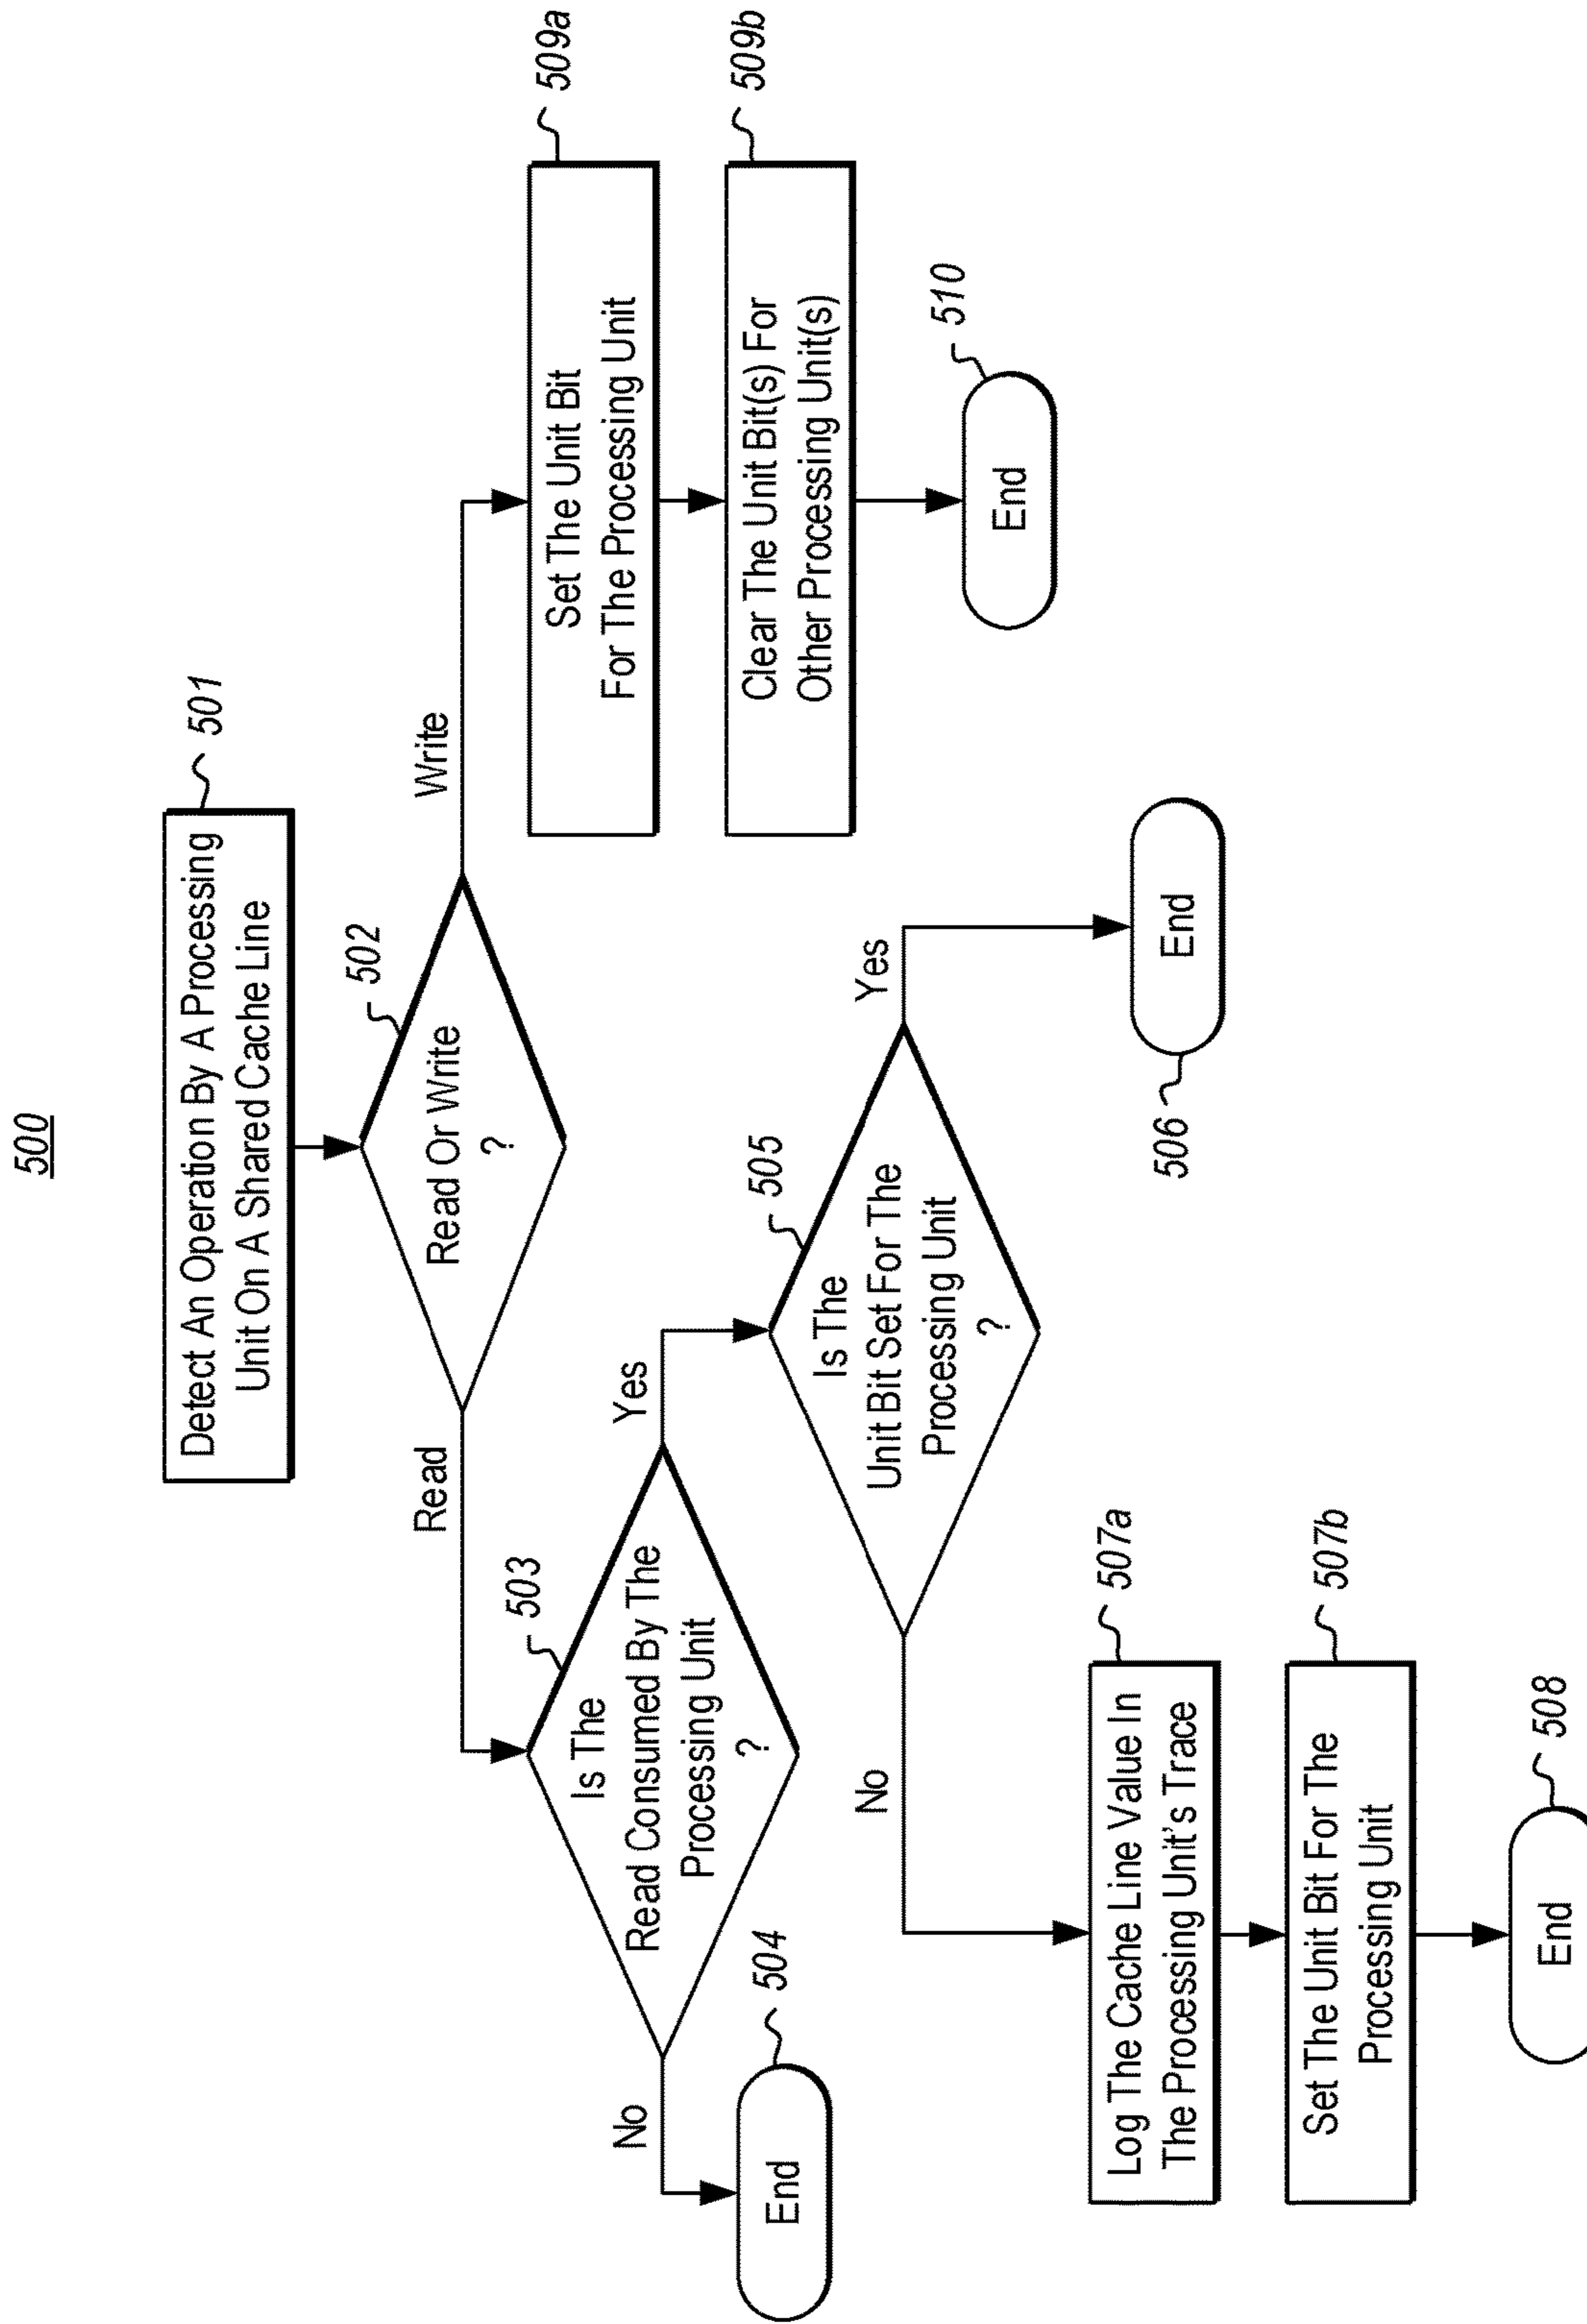 500
Detect An Operation By A Processing
Unit On A Shared Cache Line
501
Read Or Write
?
502
Read
Write
Is The
Read Consumed By The
Processing Unit
?
503
No
Yes
End
504
Is The
Unit Bit Set For The
Processing Unit
?
505
No
Yes
End
506
Log The Cache Line Value In
The Processing Unit's Trace
507a
Set The Unit Bit For The
Processing Unit
507b
End
508
Set The Unit Bit
For The Processing Unit
509a
Clear The Unit Bit(s) For
Other Processing Unit(s)
509b
End
510